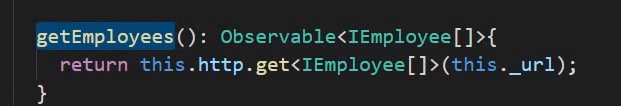 getEmployees(): Observable<IEmployee[]>{
return this.http.get<IEmployee[]>(this._url);
}